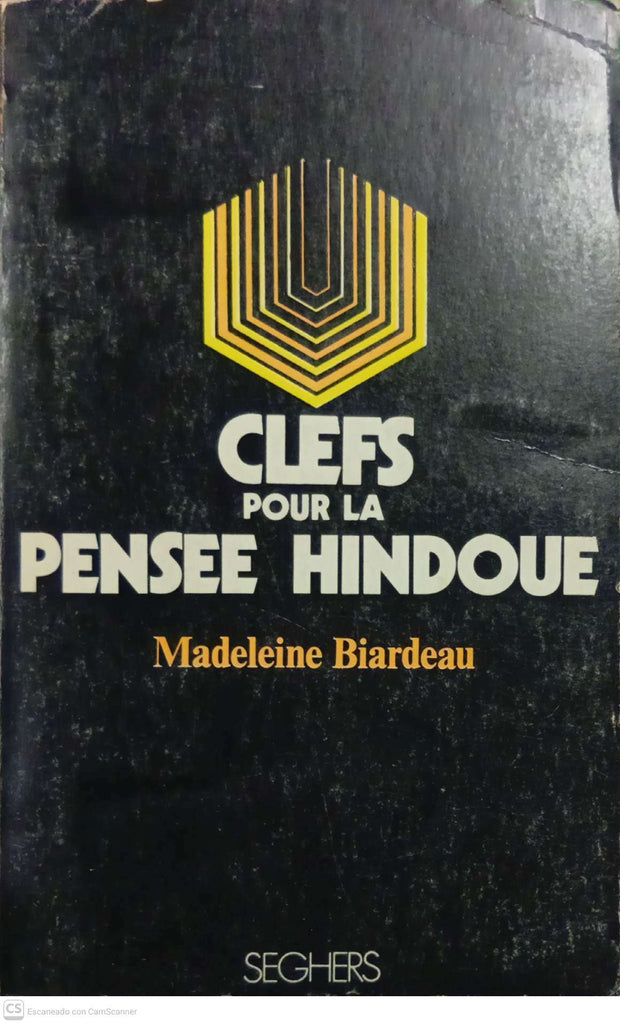 CLEFS
POUR LA
PENSEE HINDOUE
Madeleine Biardeau
SEGHERS
CS Escaneado con CamScanner